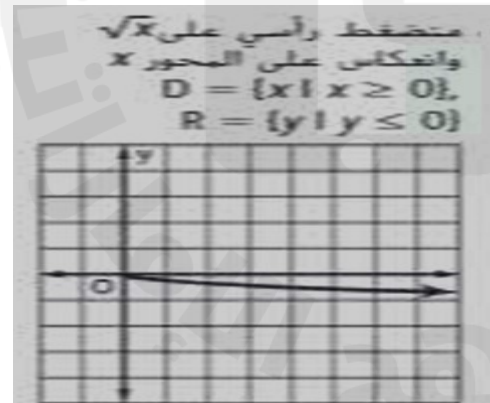 منضغط رأسي على √x
وانعكاس على المحور x
D = {x | x ≥ 0},
R = {y | y ≤ 0}
y
O